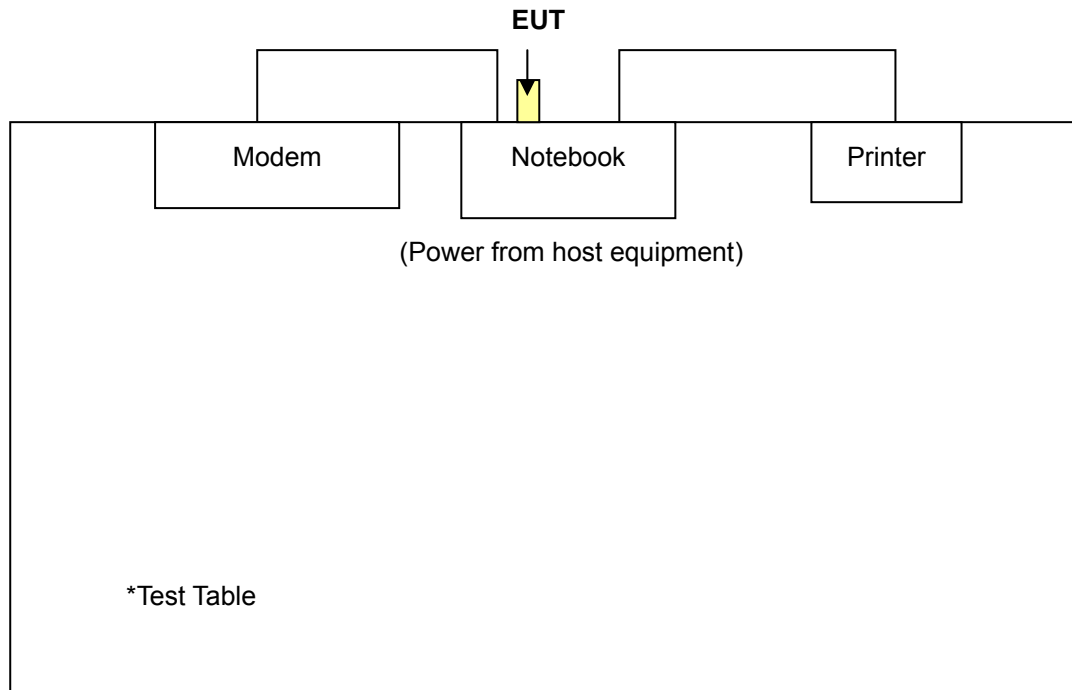 EUT
Modem
Notebook
Printer
(Power from host equipment)
*Test Table